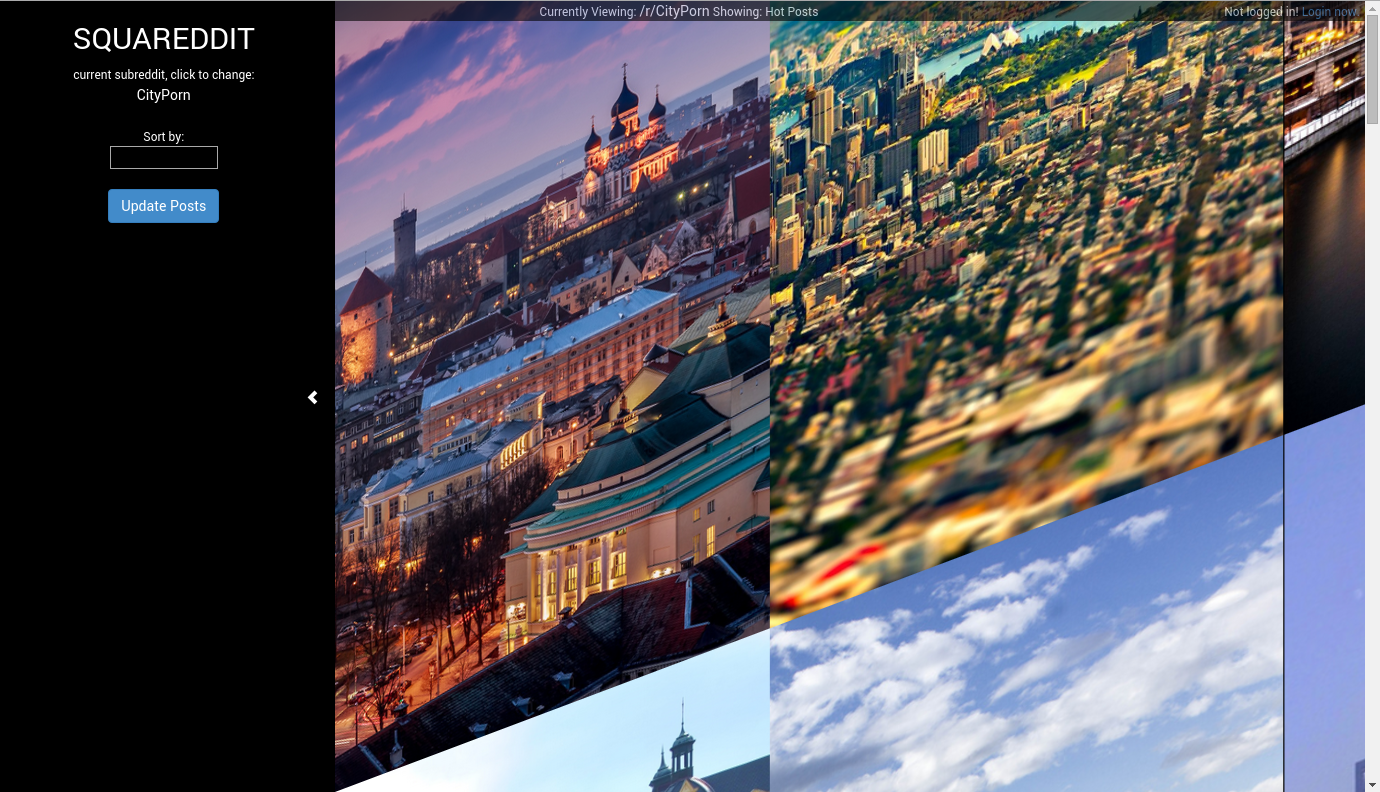 SQUAREDDIT
current subreddit, click to change:
CityPorn
Sort by:
Update Posts
Currently Viewing: /r/CityPorn Showing: Hot Posts
Not logged in! Login now.